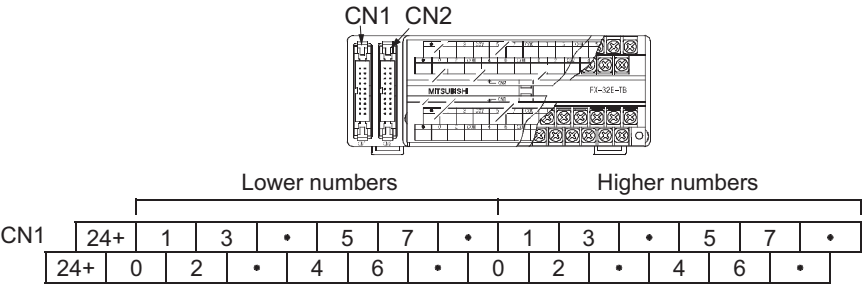 CN1 CN2
MITSUBISHI
FX-32E-TB
Lower numbers Higher numbers
CN1 24+ 1 3 • 5 7 • 1 3 • 5 7 •
24+ 0 2 • 4 6 • 0 2 • 4 6 •